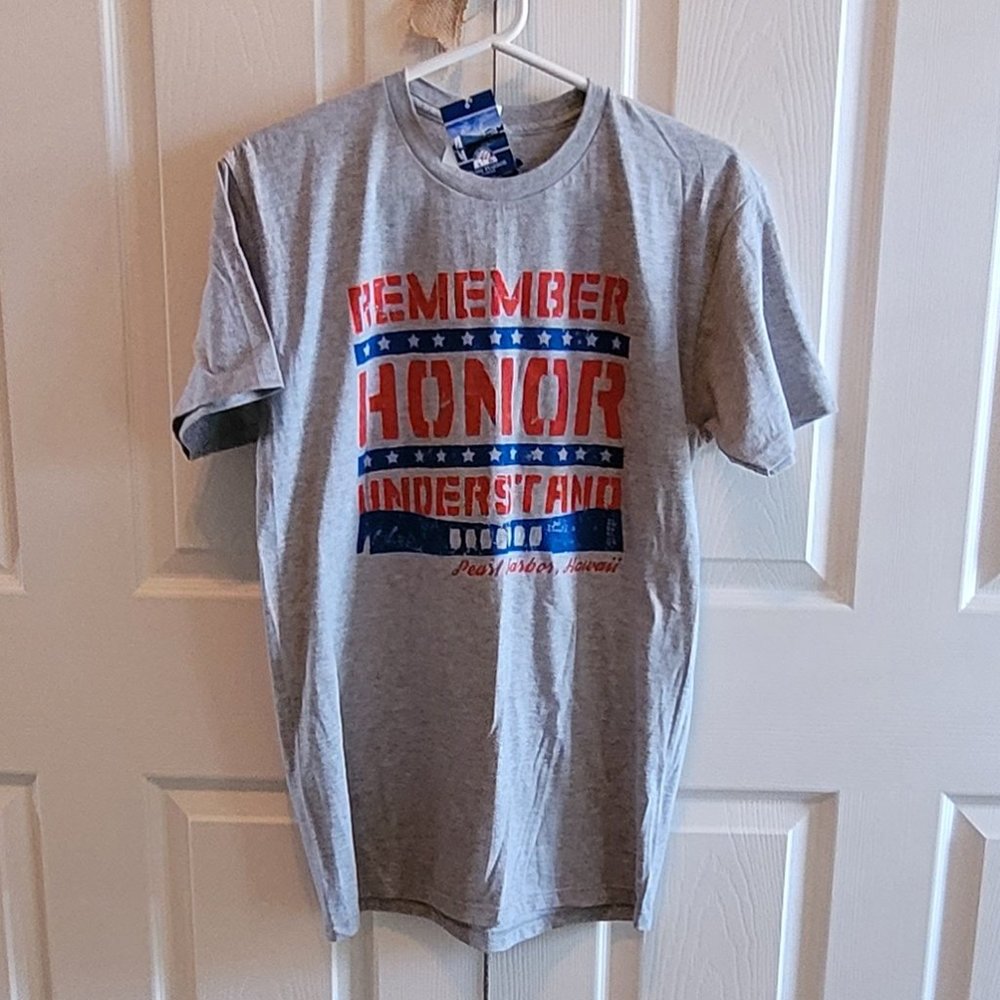 REMEMBER
HONOR
UNDERSTAND
Pearl Harbor, Hawaii